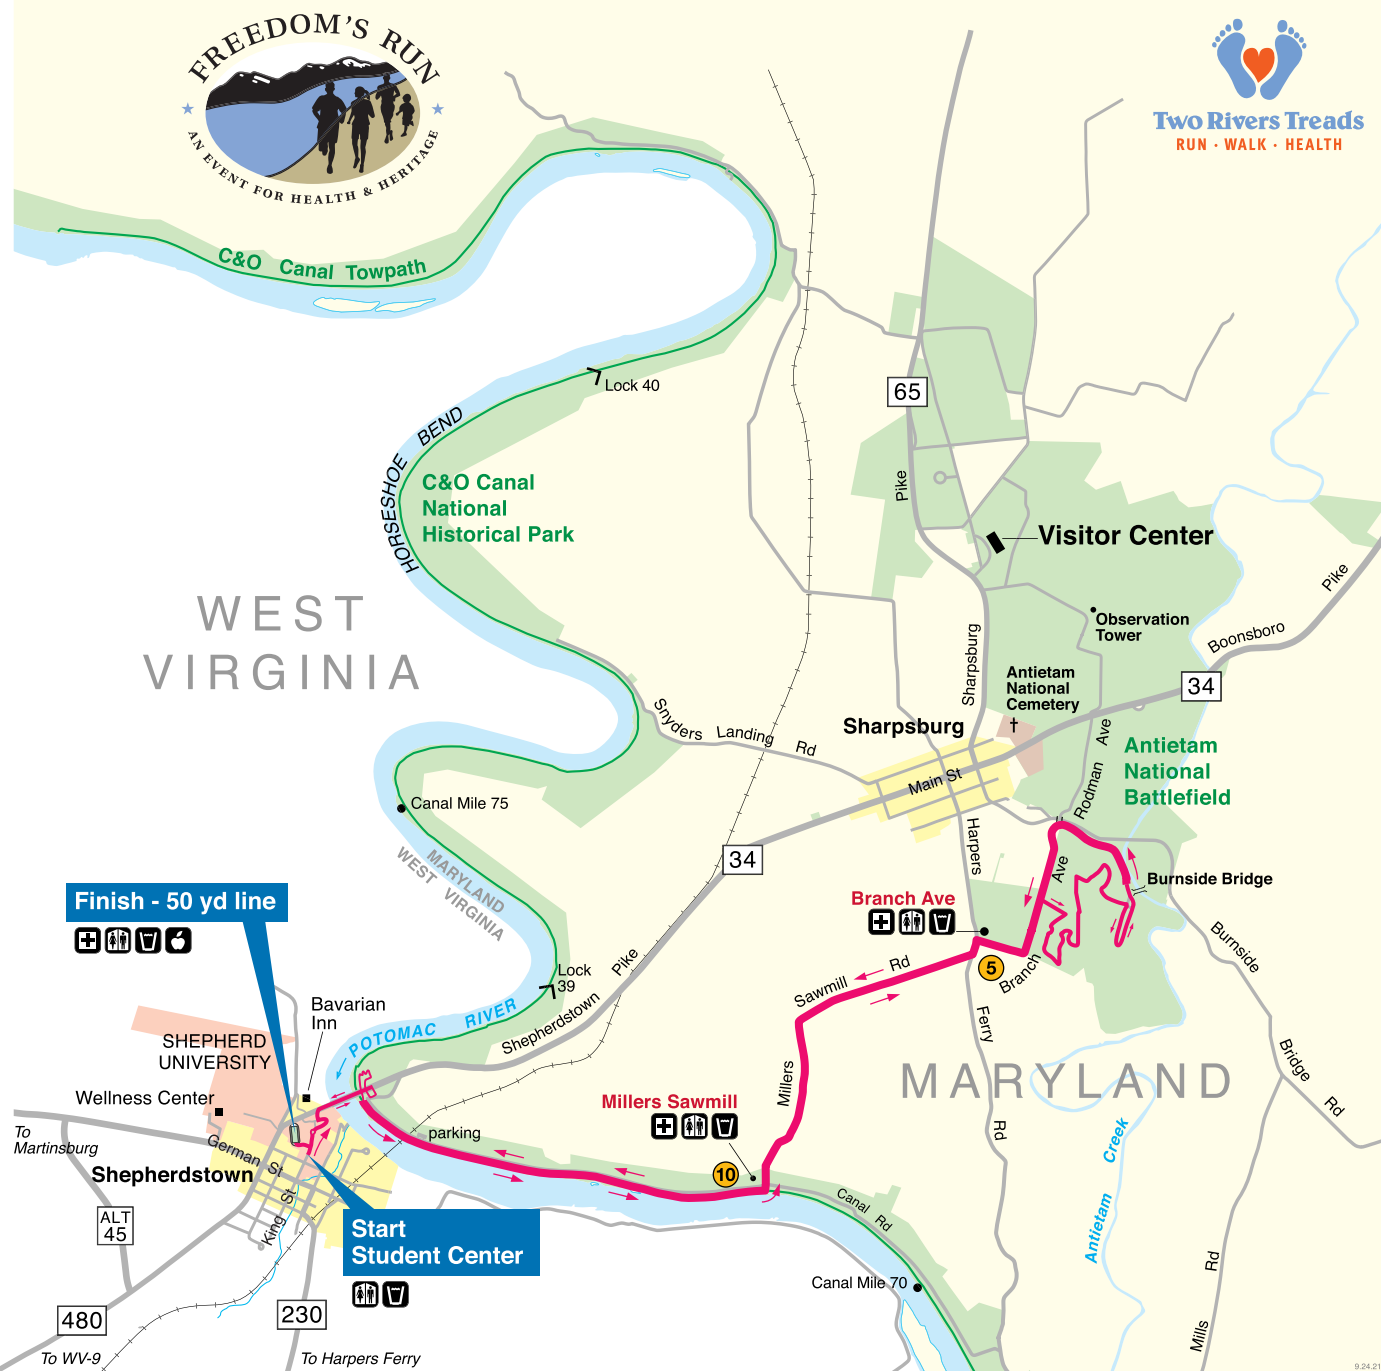 FREEDOM'S RUN
AN EVENT FOR HEALTH & HERITAGE
Two Rivers Treads
RUN · WALK · HEALTH
C&O Canal Towpath
Lock 40
HORSESHOE BEND
C&O Canal
National
Historical Park
65
Pike
Visitor Center
Observation
Tower
Boonsboro Pike
34
Sharpsburg
Antietam
National
Cemetery
WEST
VIRGINIA
Snyders Landing Rd
Sharpsburg
Main St
Rodman Ave
Antietam
National
Battlefield
Canal Mile 75
MARYLAND
WEST VIRGINIA
34
Harpers
Ave
Burnside Bridge
Branch Ave
Finish - 50 yd line
5
Branch
Burnside
Sawmill Rd
Lock
39
Pike
Shepherdstown
POTOMAC RIVER
Bavarian
Inn
SHEPHERD
UNIVERSITY
Wellness Center
Ferry
MARYLAND
Bridge
Rd
Millers
Millers Sawmill
parking
To
Martinsburg
German St
Shepherdstown
Rd
Antietam Creek
10
ALT
45
King St
Start
Student Center
Canal Rd
Canal Mile 70
Mills Rd
480
230
To WV-9
To Harpers Ferry
9.24.21